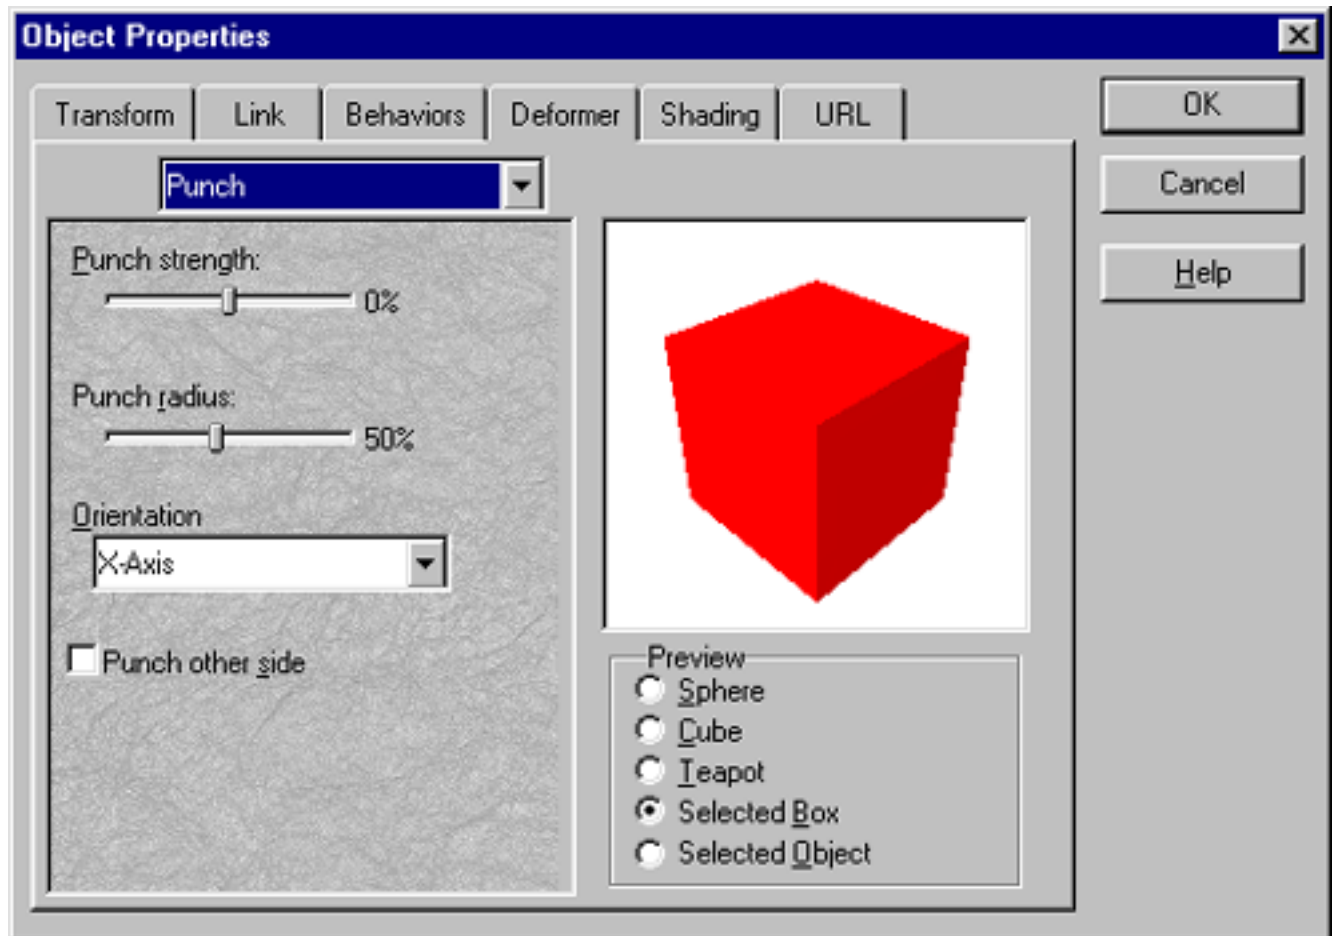 Object Properties
Transform Link Behaviors Deformer Shading URL
OK
Cancel
Help
Punch
Punch strength:
0%
Punch radius:
50%
Orientation
X-Axis
Punch other side
Preview
Sphere
Cube
Teapot
Selected Box
Selected Object